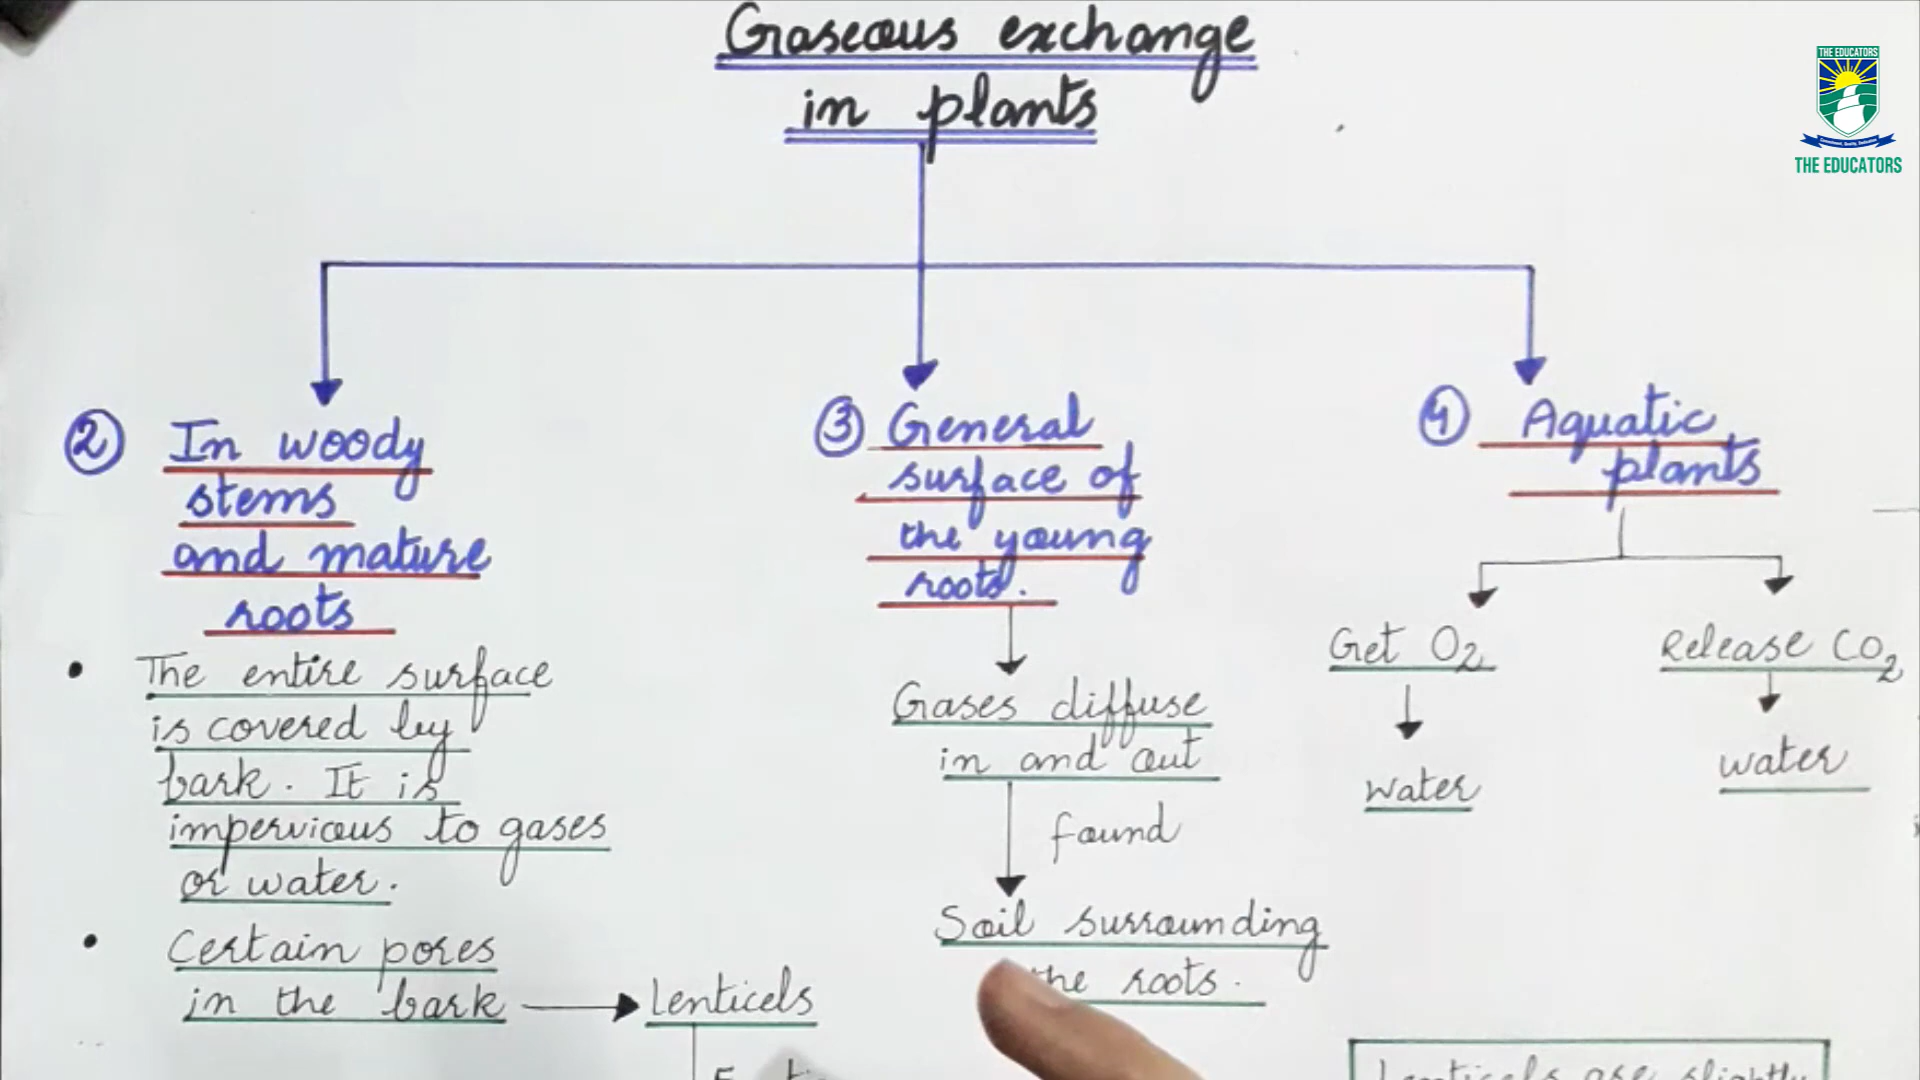 Gaseous exchange
in plants
THE EDUCATORS
THE EDUCATORS
2 In woody
stems
and mature
roots
• The entire surface
is covered by
bark. It is
impervious to gases
or water.
• Certain pores
in the bark → Lenticels
3 General
surface of
the young
roots.
Gases diffuse
in and out
found
Soil surrounding
the roots.
4 Aquatic
plants
Get O2
water
Release CO2
water
Lenticels are slightly